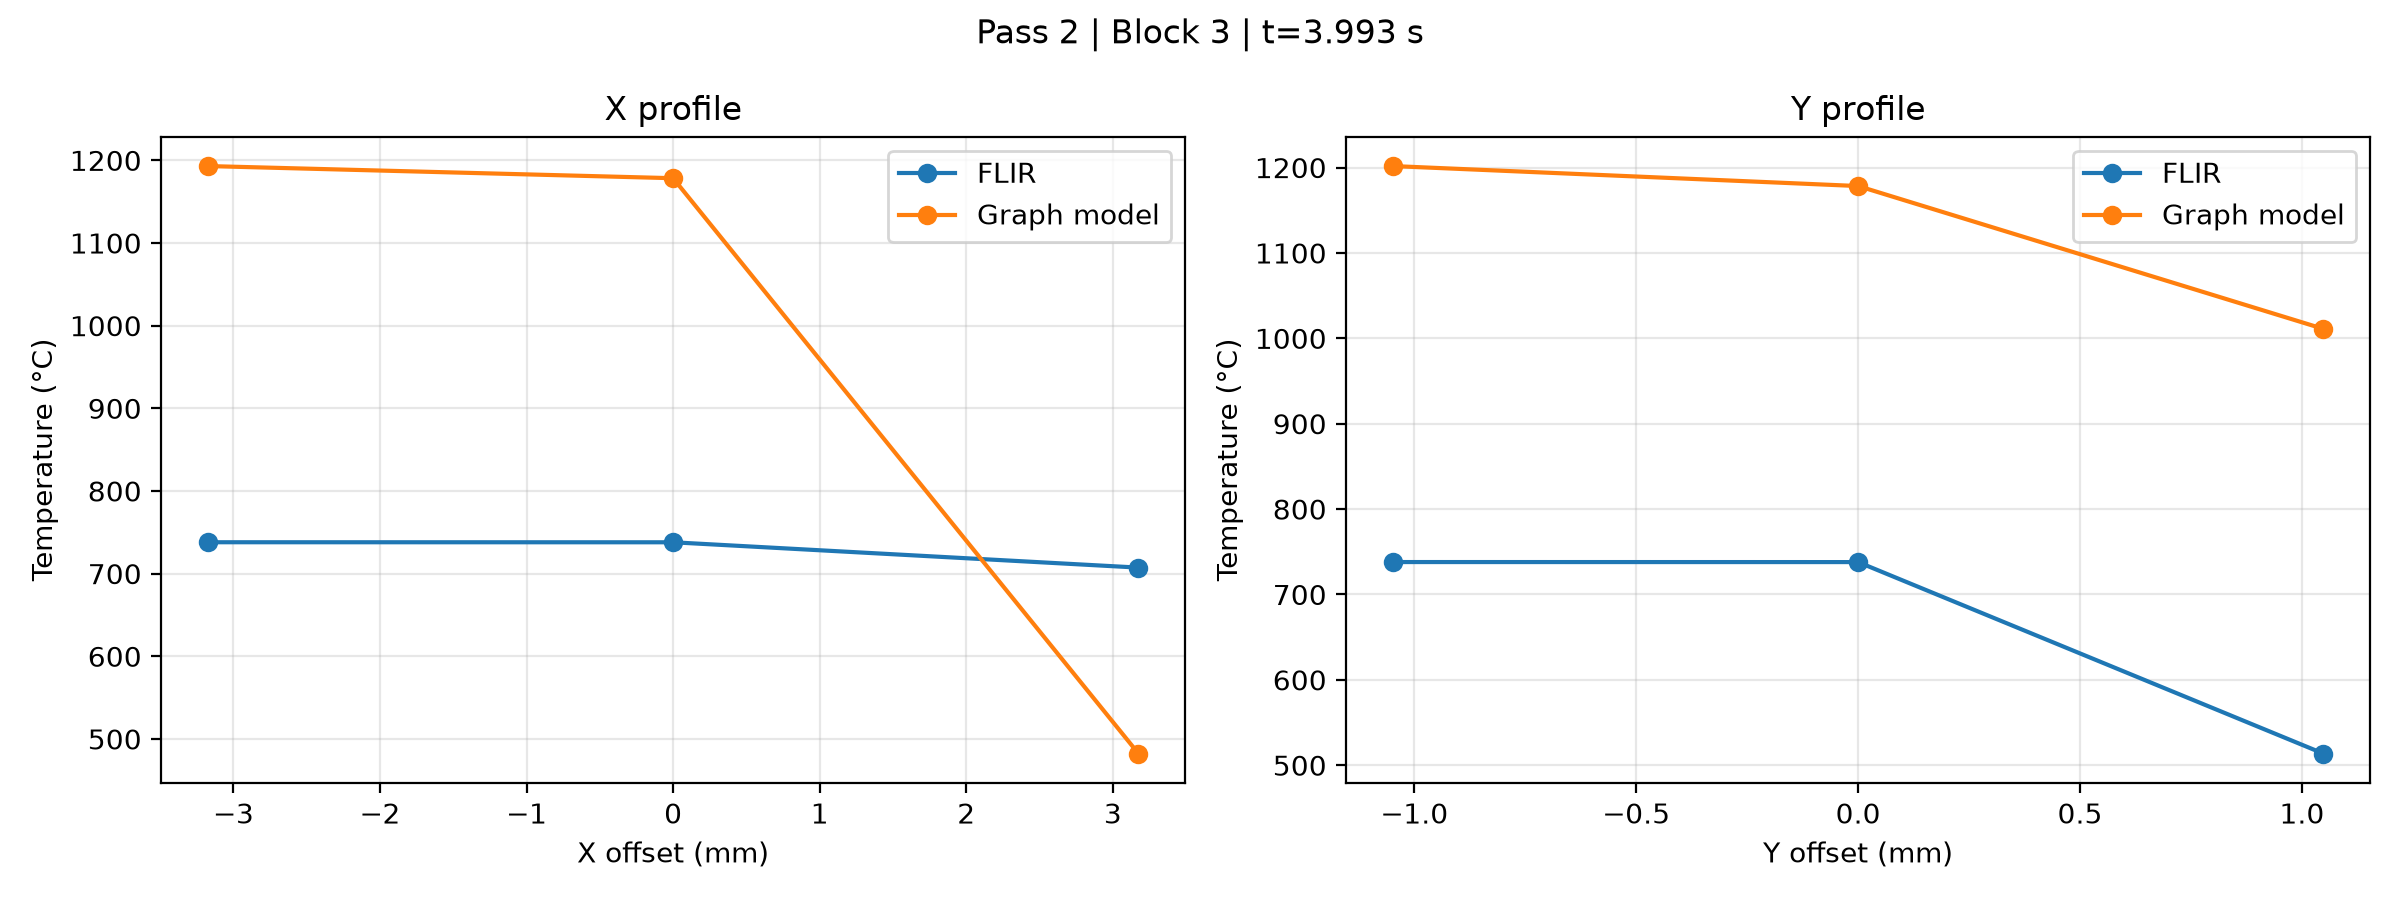 Pass 2 | Block 3 | t=3.993 s
X profile
1200
1100
1000
900
800
700
600
500
Temperature (°C)
−3
−2
−1
0
1
2
3
X offset (mm)
FLIR
Graph model
Y profile
1200
1100
1000
900
800
700
600
500
Temperature (°C)
−1.0
−0.5
0.0
0.5
1.0
Y offset (mm)
FLIR
Graph model